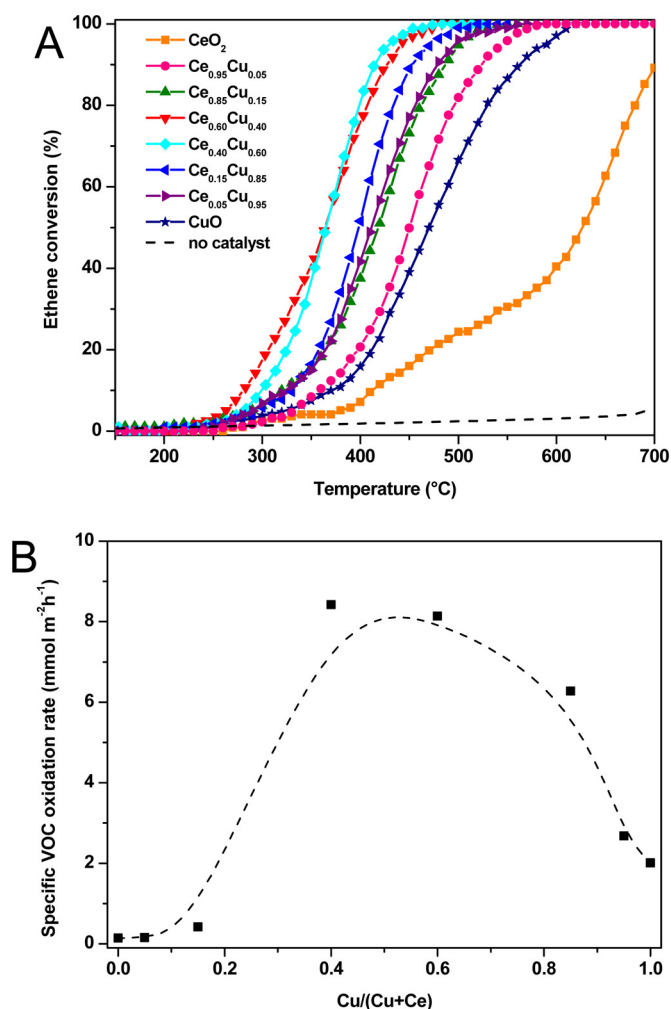 A
Ethene conversion (%)
100
80
60
40
20
0
CeO₂
Ce₀.₉₅Cu₀.₀₅
Ce₀.₈₅Cu₀.₁₅
Ce₀.₆₀Cu₀.₄₀
Ce₀.₄₀Cu₀.₆₀
Ce₀.₁₅Cu₀.₈₅
Ce₀.₀₅Cu₀.₉₅
CuO
no catalyst
200 300 400 500 600 700
Temperature (°C)
B
Specific VOC oxidation rate (mmol m⁻²h⁻¹)
10
8
6
4
2
0
0.0 0.2 0.4 0.6 0.8 1.0
Cu/(Cu+Ce)